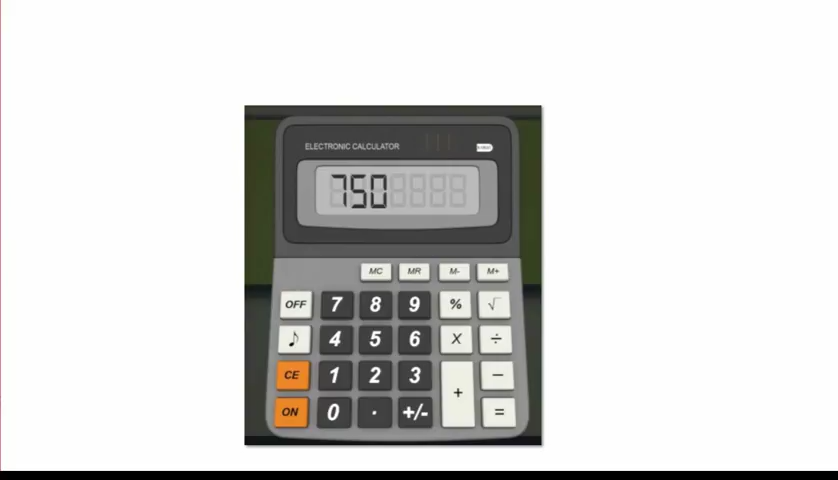 ELECTRONIC CALCULATOR
750
MC MR M- M+
OFF 7 8 9 % √
♪ 4 5 6 X ÷
CE 1 2 3 + −
ON 0 . +/- =